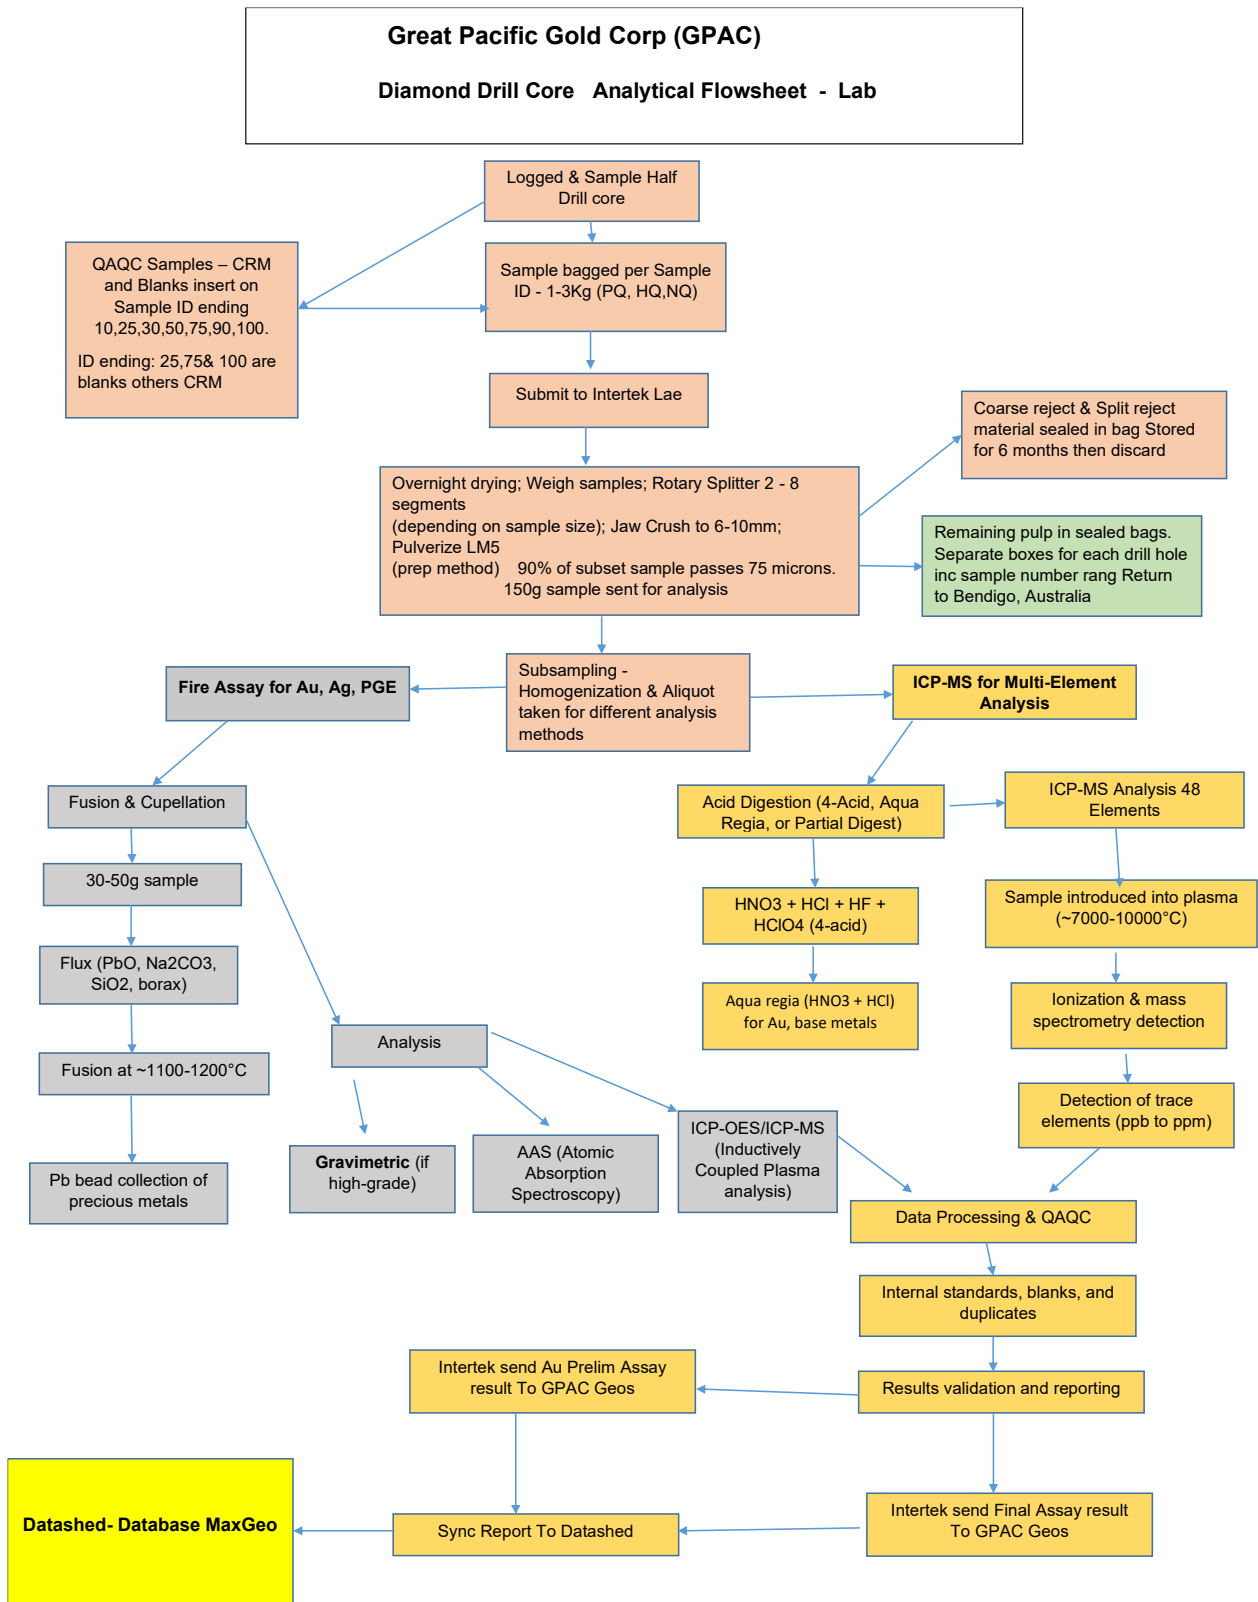 Great Pacific Gold Corp (GPAC)
Diamond Drill Core Analytical Flowsheet - Lab
Logged & Sample Half
Drill core
QAQC Samples – CRM
and Blanks insert on
Sample ID ending
10,25,30,50,75,90,100.
ID ending: 25,75& 100 are
blanks others CRM
Sample bagged per Sample
ID - 1-3Kg (PQ, HQ,NQ)
Submit to Intertek Lae
Coarse reject & Split reject
material sealed in bag Stored
for 6 months then discard
Overnight drying; Weigh samples; Rotary Splitter 2 - 8
segments
(depending on sample size); Jaw Crush to 6-10mm;
Pulverize LM5
(prep method) 90% of subset sample passes 75 microns.
150g sample sent for analysis
Remaining pulp in sealed bags.
Separate boxes for each drill hole
inc sample number rang Return
to Bendigo, Australia
Fire Assay for Au, Ag, PGE
Subsampling -
Homogenization & Aliquot
taken for different analysis
methods
ICP-MS for Multi-Element
Analysis
Fusion & Cupellation
Acid Digestion (4-Acid, Aqua
Regia, or Partial Digest)
ICP-MS Analysis 48
Elements
30-50g sample
HNO3 + HCl + HF +
HClO4 (4-acid)
Sample introduced into plasma
(~7000-10000°C)
Flux (PbO, Na2CO3,
SiO2, borax)
Aqua regia (HNO3 + HCl)
for Au, base metals
Ionization & mass
spectrometry detection
Analysis
Fusion at ~1100-1200°C
Detection of trace
elements (ppb to ppm)
Pb bead collection of
precious metals
Gravimetric (if
high-grade)
AAS (Atomic
Absorption
Spectroscopy)
ICP-OES/ICP-MS
(Inductively
Coupled Plasma
analysis)
Data Processing & QAQC
Internal standards, blanks, and
duplicates
Intertek send Au Prelim Assay
result To GPAC Geos
Results validation and reporting
Datashed- Database MaxGeo
Sync Report To Datashed
Intertek send Final Assay result
To GPAC Geos